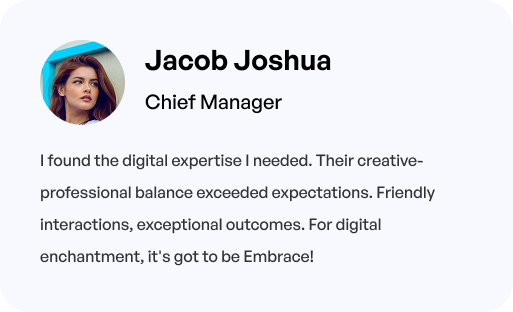 Jacob Joshua
Chief Manager
I found the digital expertise I needed. Their creative-
professional balance exceeded expectations. Friendly
interactions, exceptional outcomes. For digital
enchantment, it's got to be Embrace!